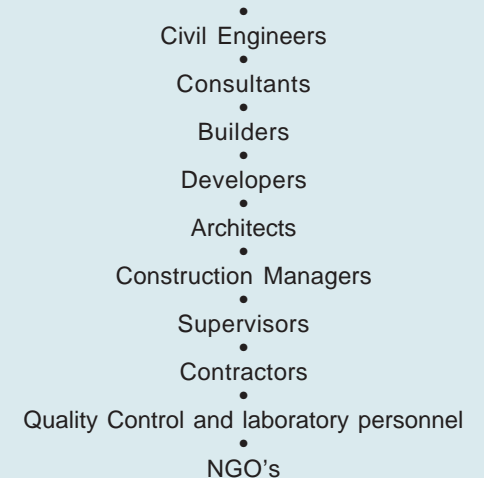 •
Civil Engineers
•
Consultants
•
Builders
•
Developers
•
Architects
•
Construction Managers
•
Supervisors
•
Contractors
•
Quality Control and laboratory personnel
•
NGO's